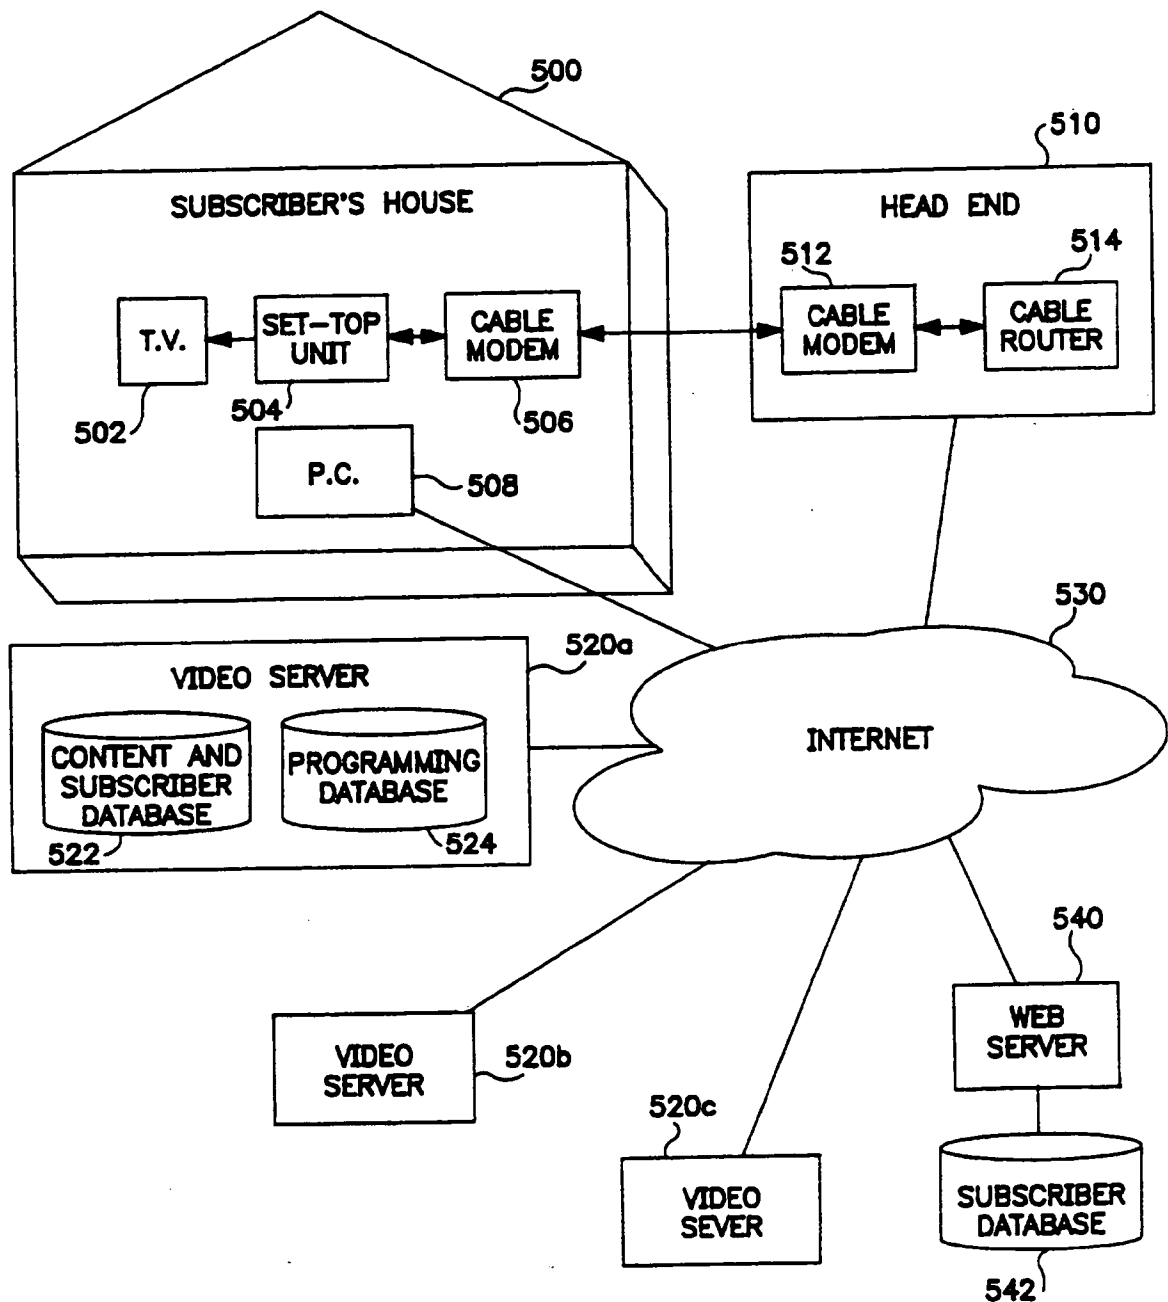 500
510
SUBSCRIBER'S HOUSE
HEAD END
512
514
T.V.
SET-TOP
UNIT
CABLE
MODEM
CABLE
MODEM
CABLE
ROUTER
502
504
506
P.C.
508
530
520a
VIDEO SERVER
CONTENT AND
SUBSCRIBER
DATABASE
PROGRAMMING
DATABASE
522
524
INTERNET
540
WEB
SERVER
VIDEO
SERVER
520b
520c
VIDEO
SEVER
SUBSCRIBER
DATABASE
542